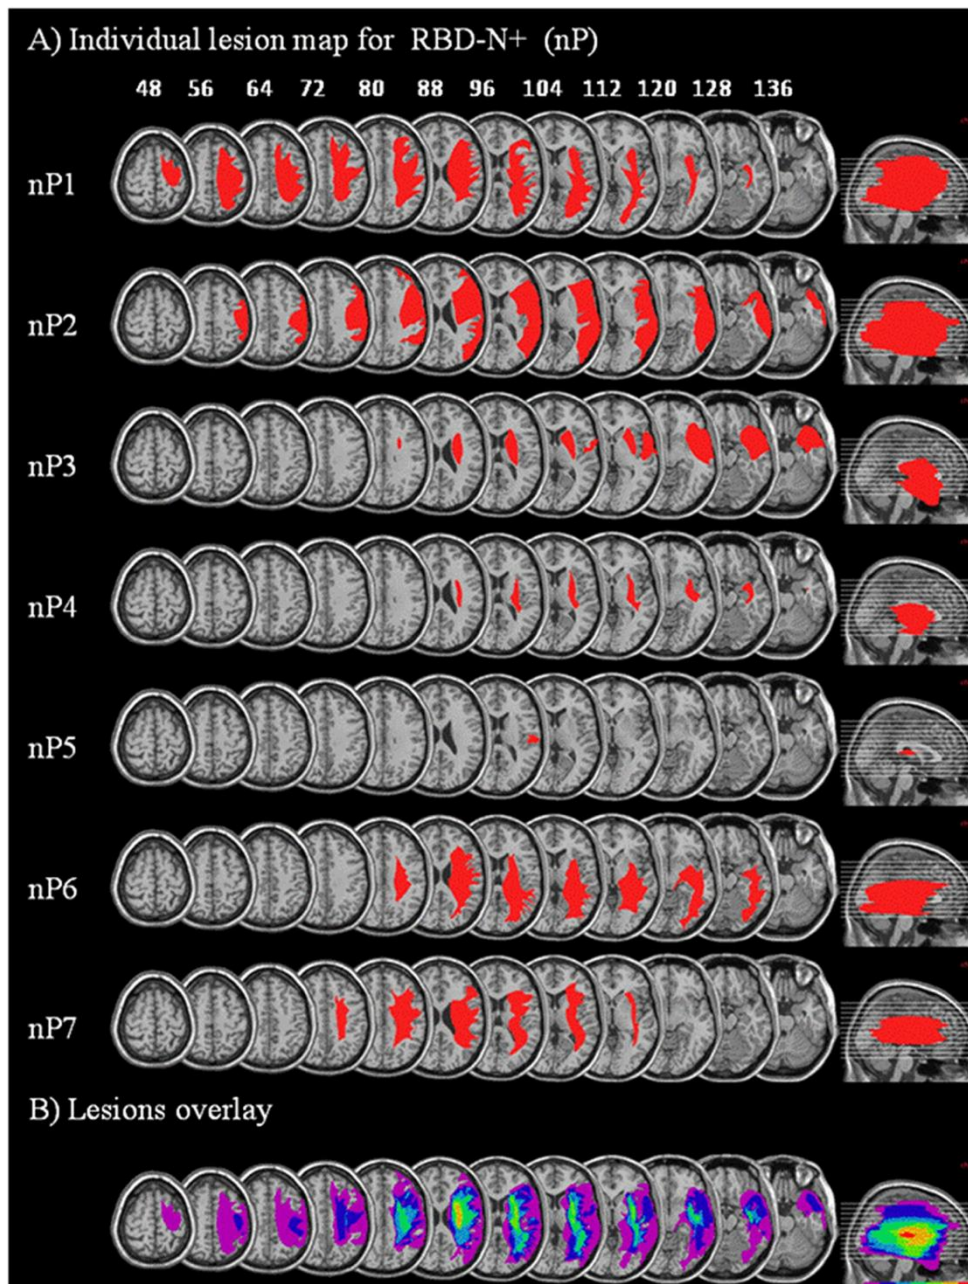 A) Individual lesion map for RBD-N+ (nP)
48 56 64 72 80 88 96 104 112 120 128 136
nP1
nP2
nP3
nP4
nP5
nP6
nP7
B) Lesions overlay